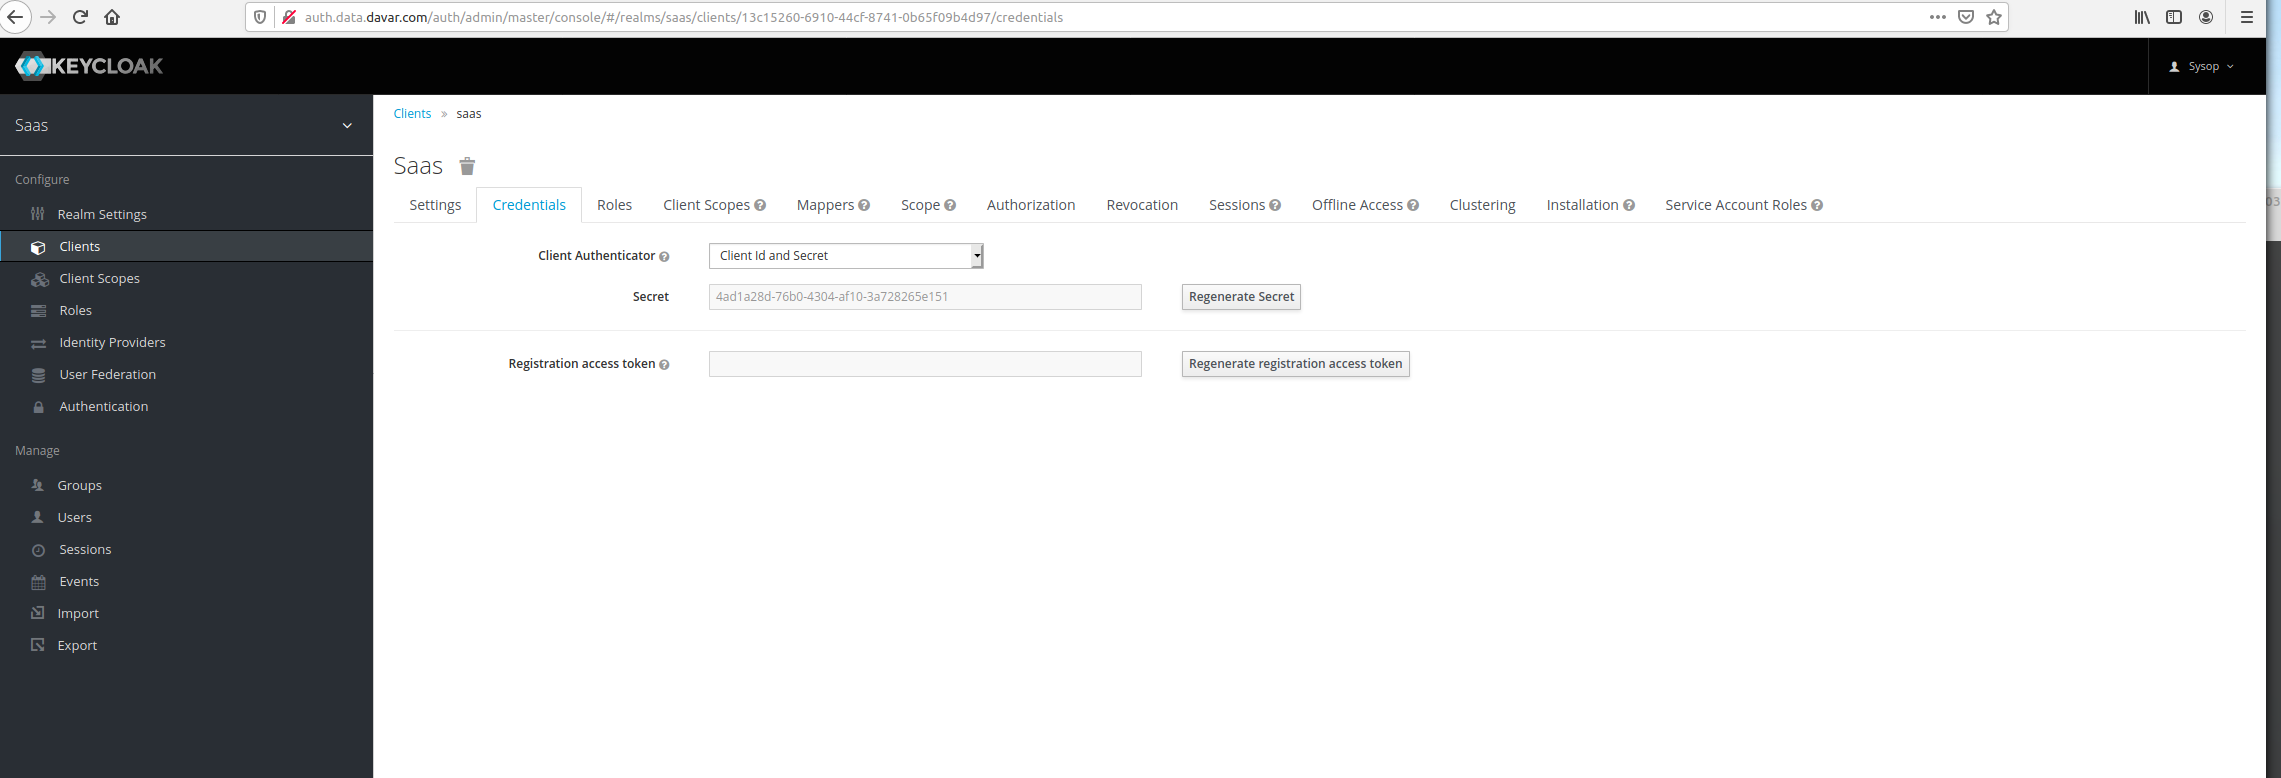 auth.data.davar.com/auth/admin/master/console/#/realms/saas/clients/13c15260-6910-44cf-8741-0b65f09b4d97/credentials
KEYCLOAK
Sysop
Saas
Clients » saas
Saas
Configure
Realm Settings
Clients
Client Scopes
Roles
Identity Providers
User Federation
Authentication
Manage
Groups
Users
Sessions
Events
Import
Export
Settings Credentials Roles Client Scopes Mappers Scope Authorization Revocation Sessions Offline Access Clustering Installation Service Account Roles
Client Authenticator Client Id and Secret
Secret 4ad1a28d-76b0-4304-af10-3a728265e151 Regenerate Secret
Registration access token Regenerate registration access token
03